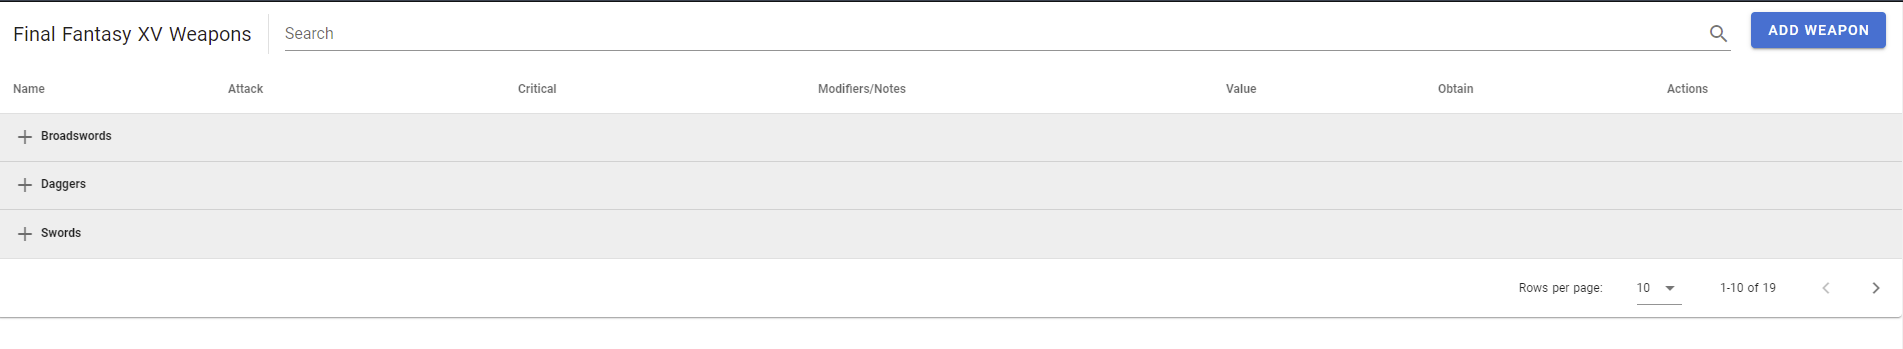 Final Fantasy XV Weapons
Search
ADD WEAPON
Name Attack Critical Modifiers/Notes Value Obtain Actions
Broadswords
Daggers
Swords
Rows per page: 10 1-10 of 19